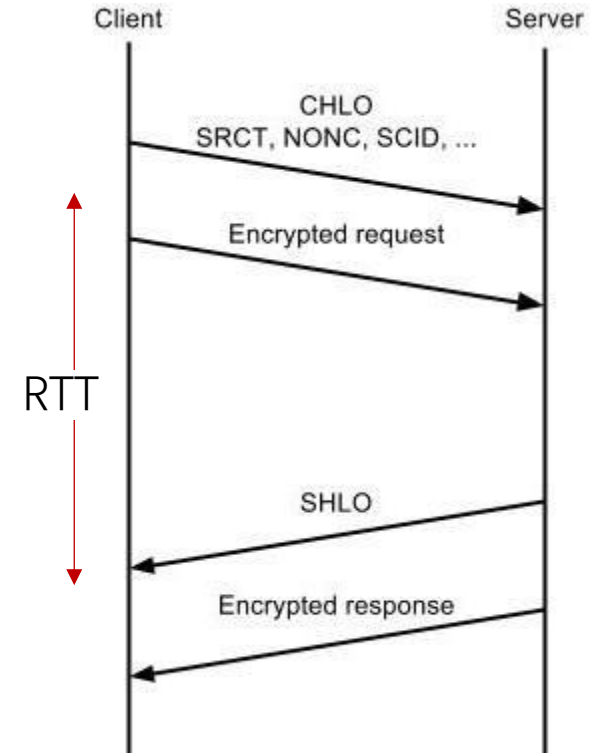 Client
Server
CHLO
SRCT, NONC, SCID, ...
Encrypted request
RTT
SHLO
Encrypted response